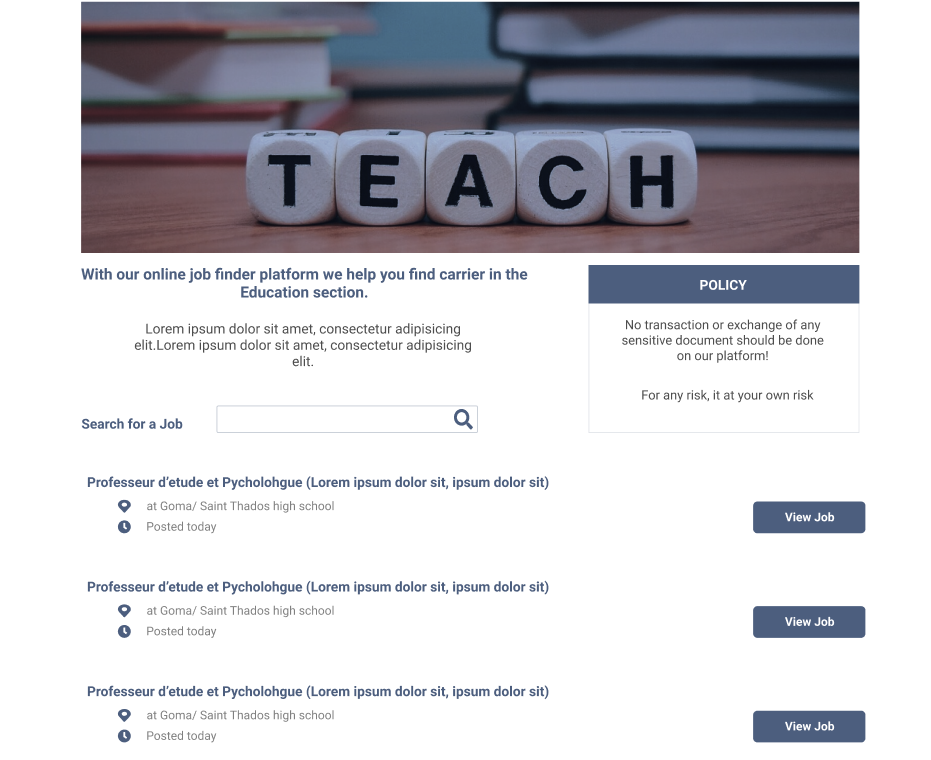 TEACH
With our online job finder platform we help you find carrier in the
Education section.
Lorem ipsum dolor sit amet, consectetur adipisicing
elit.Lorem ipsum dolor sit amet, consectetur adipisicing
elit.
POLICY
No transaction or exchange of any
sensitive document should be done
on our platform!
For any risk, it at your own risk
Search for a Job
Professeur d'etude et Pycholohgue (Lorem ipsum dolor sit, ipsum dolor sit)
at Goma/ Saint Thados high school
Posted today
View Job
Professeur d'etude et Pycholohgue (Lorem ipsum dolor sit, ipsum dolor sit)
at Goma/ Saint Thados high school
Posted today
View Job
Professeur d'etude et Pycholohgue (Lorem ipsum dolor sit, ipsum dolor sit)
at Goma/ Saint Thados high school
Posted today
View Job